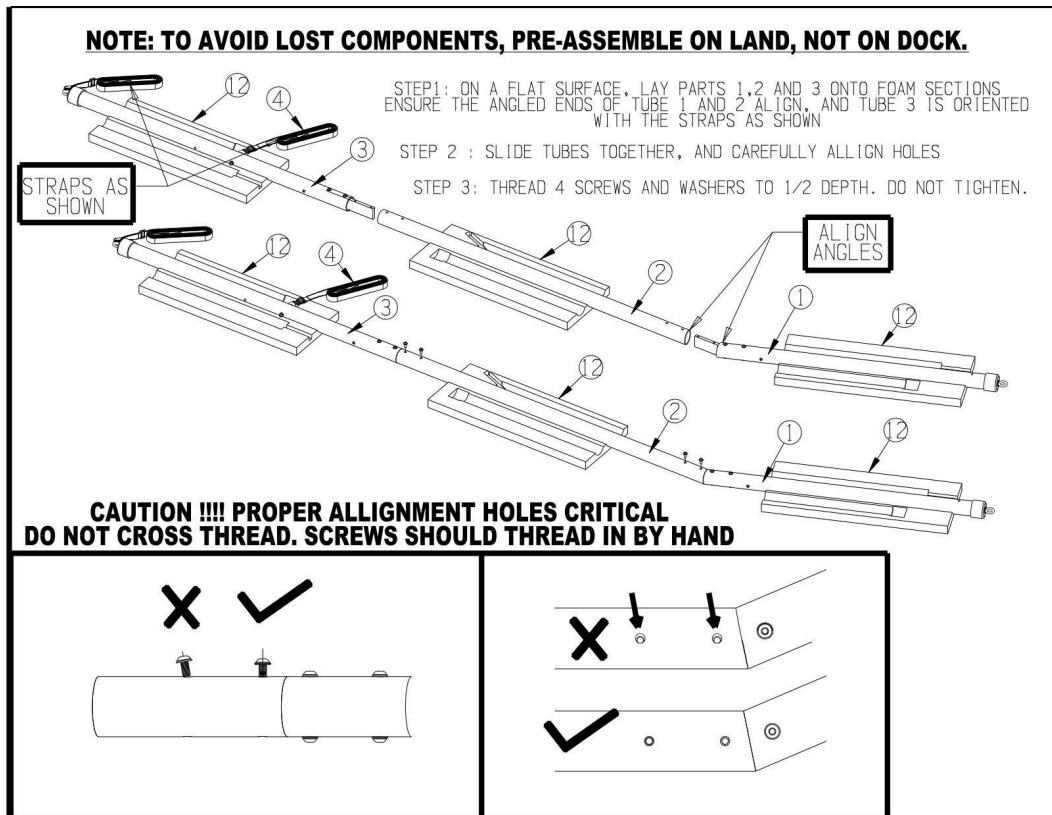 NOTE: TO AVOID LOST COMPONENTS, PRE-ASSEMBLE ON LAND, NOT ON DOCK.
STEP1: ON A FLAT SURFACE, LAY PARTS 1,2 AND 3 ONTO FOAM SECTIONS
ENSURE THE ANGLED ENDS OF TUBE 1 AND 2 ALIGN, AND TUBE 3 IS ORIENTED
WITH THE STRAPS AS SHOWN
STEP 2 : SLIDE TUBES TOGETHER, AND CAREFULLY ALLIGN HOLES
STEP 3: THREAD 4 SCREWS AND WASHERS TO 1/2 DEPTH. DO NOT TIGHTEN.
12
4
3
STRAPS AS
SHOWN
12
2
ALIGN
ANGLES
1
12
12
4
3
12
2
1
12
CAUTION !!!! PROPER ALLIGNMENT HOLES CRITICAL
DO NOT CROSS THREAD. SCREWS SHOULD THREAD IN BY HAND